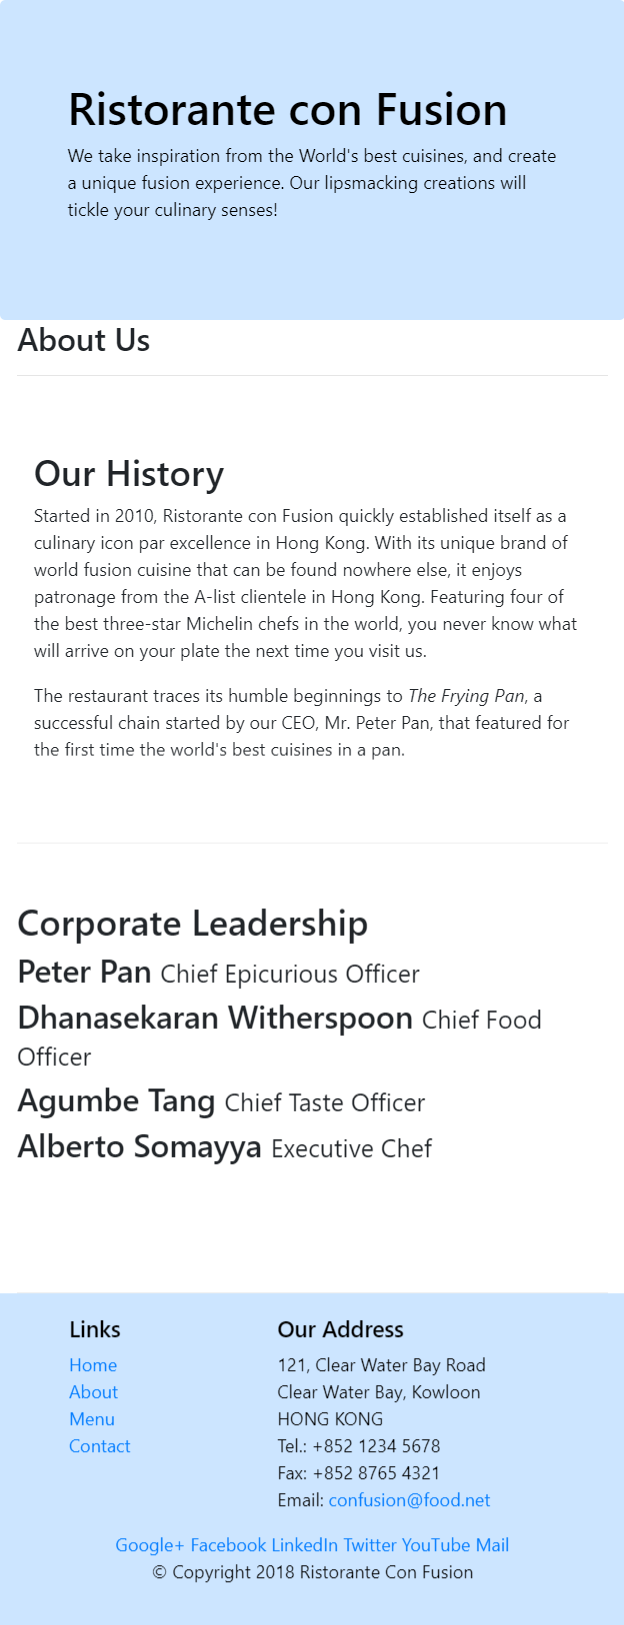 Ristorante con Fusion
We take inspiration from the World's best cuisines, and create
a unique fusion experience. Our lipsmacking creations will
tickle your culinary senses!
About Us
Our History
Started in 2010, Ristorante con Fusion quickly established itself as a
culinary icon par excellence in Hong Kong. With its unique brand of
world fusion cuisine that can be found nowhere else, it enjoys
patronage from the A-list clientele in Hong Kong. Featuring four of
the best three-star Michelin chefs in the world, you never know what
will arrive on your plate the next time you visit us.
The restaurant traces its humble beginnings to The Frying Pan, a
successful chain started by our CEO, Mr. Peter Pan, that featured for
the first time the world's best cuisines in a pan.
Corporate Leadership
Peter Pan Chief Epicurious Officer
Dhanasekaran Witherspoon Chief Food
Officer
Agumbe Tang Chief Taste Officer
Alberto Somayya Executive Chef
Links
Home
About
Menu
Contact
Our Address
121, Clear Water Bay Road
Clear Water Bay, Kowloon
HONG KONG
Tel.: +852 1234 5678
Fax: +852 8765 4321
Email: confusion@food.net
Google+ Facebook LinkedIn Twitter YouTube Mail
© Copyright 2018 Ristorante Con Fusion